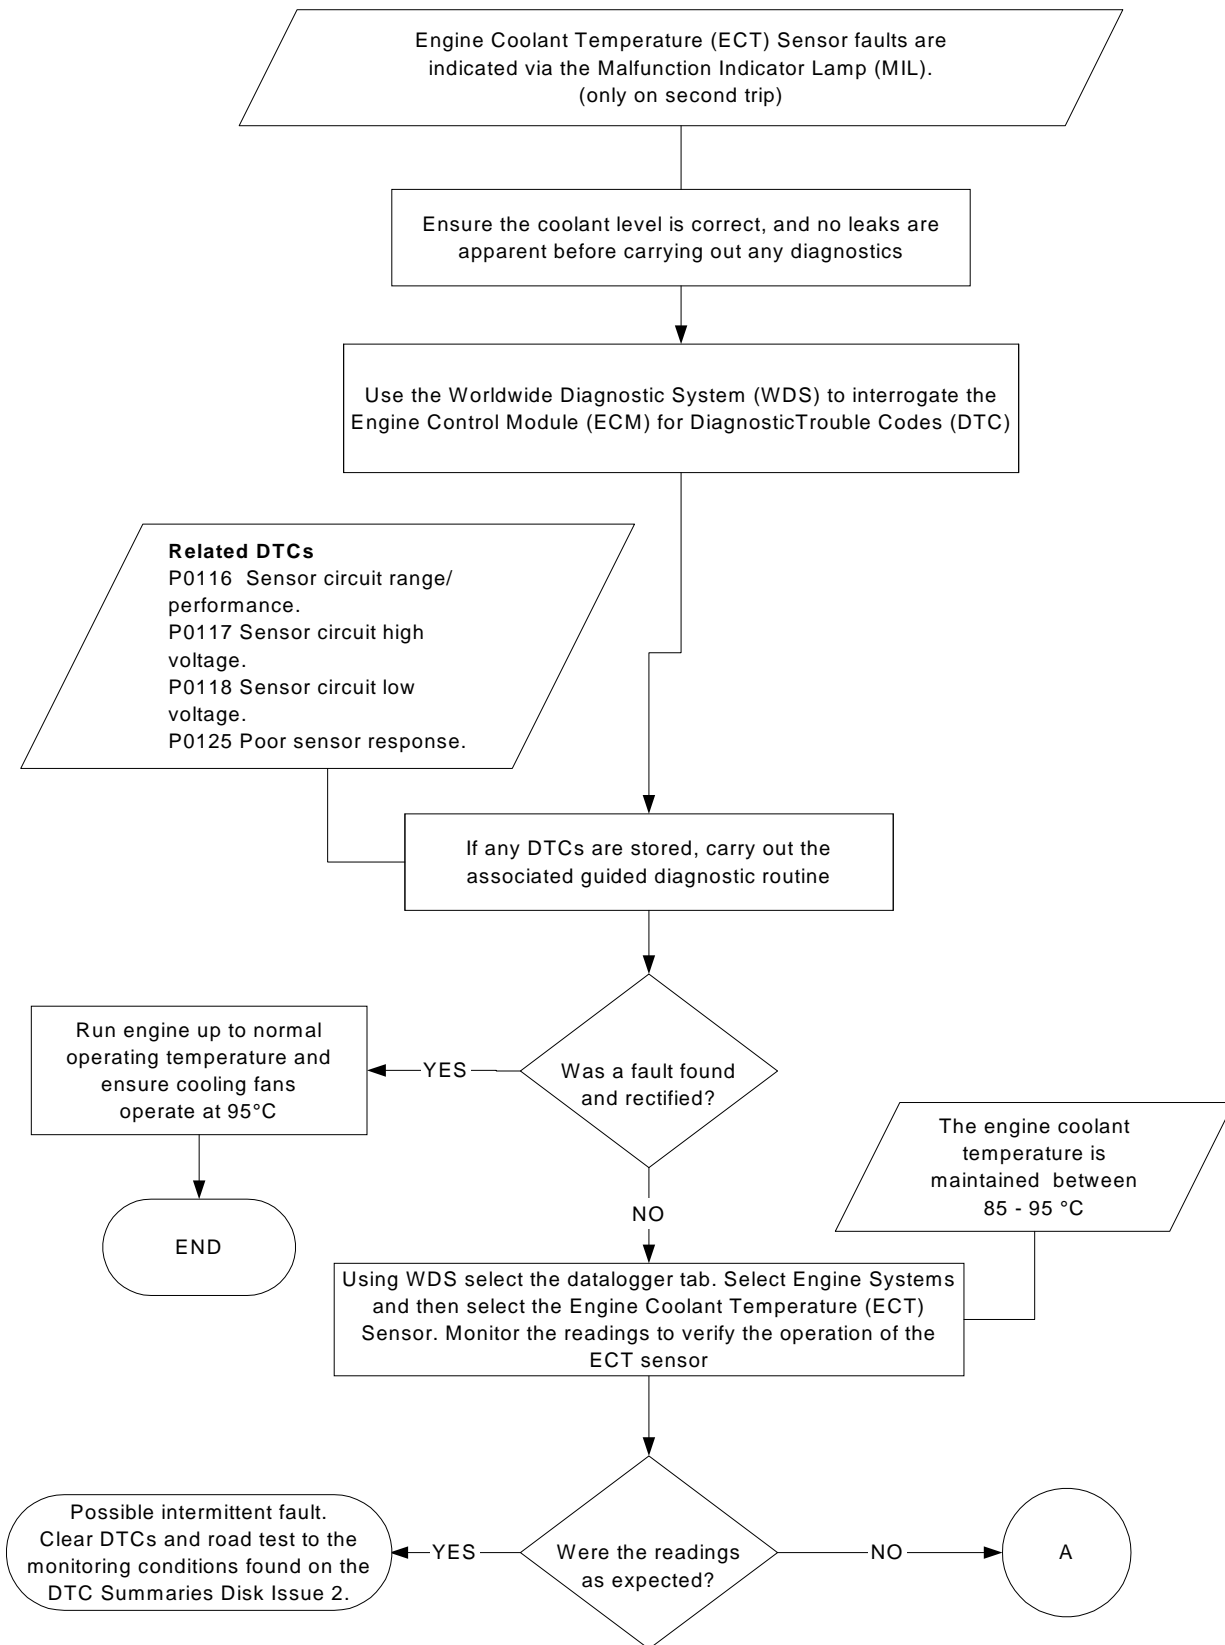 Engine Coolant Temperature (ECT) Sensor faults are
indicated via the Malfunction Indicator Lamp (MIL).
(only on second trip)
Ensure the coolant level is correct, and no leaks are
apparent before carrying out any diagnostics
Use the Worldwide Diagnostic System (WDS) to interrogate the
Engine Control Module (ECM) for DiagnosticTrouble Codes (DTC)
Related DTCs
P0116 Sensor circuit range/
performance.
P0117 Sensor circuit high
voltage.
P0118 Sensor circuit low
voltage.
P0125 Poor sensor response.
If any DTCs are stored, carry out the
associated guided diagnostic routine
Was a fault found
and rectified?
YES
Run engine up to normal
operating temperature and
ensure cooling fans
operate at 95°C
END
NO
The engine coolant
temperature is
maintained between
85 - 95 °C
Using WDS select the datalogger tab. Select Engine Systems
and then select the Engine Coolant Temperature (ECT)
Sensor. Monitor the readings to verify the operation of the
ECT sensor
Were the readings
as expected?
YES
Possible intermittent fault.
Clear DTCs and road test to the
monitoring conditions found on the
DTC Summaries Disk Issue 2.
NO
A